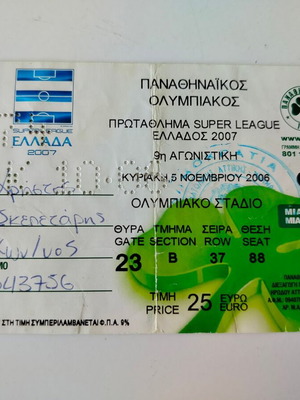 ΠΑΝΑΘΗΝΑΪΚΟΣ
ΟΛΥΜΠΙΑΚΟΣ
SUPER LEAGUE
ΕΛΛΑΔΑ
2007
ΠΡΩΤΑΘΛΗΜΑ SUPER LEAGUE
ΕΛΛΑΔΟΣ 2007
9η ΑΓΩΝΙΣΤΙΚΗ
ΚΥΡΙΑΚΗ, 5 ΝΟΕΜΒΡΙΟΥ 2006
ΟΛΥΜΠΙΑΚΟ ΣΤΑΔΙΟ
ΘΥΡΑ ΤΜΗΜΑ ΣΕΙΡΑ ΘΕΣΗ
GATE SECTION ROW SEAT
23 B 37 88
ΤΙΜΗ 25 ΕΥΡΩ
PRICE EURO
ΣΤΗ ΤΙΜΗ ΣΥΜΠΕΡΙΛΑΜΒΑΝΕΤΑΙ Φ.Π.Α. 9%